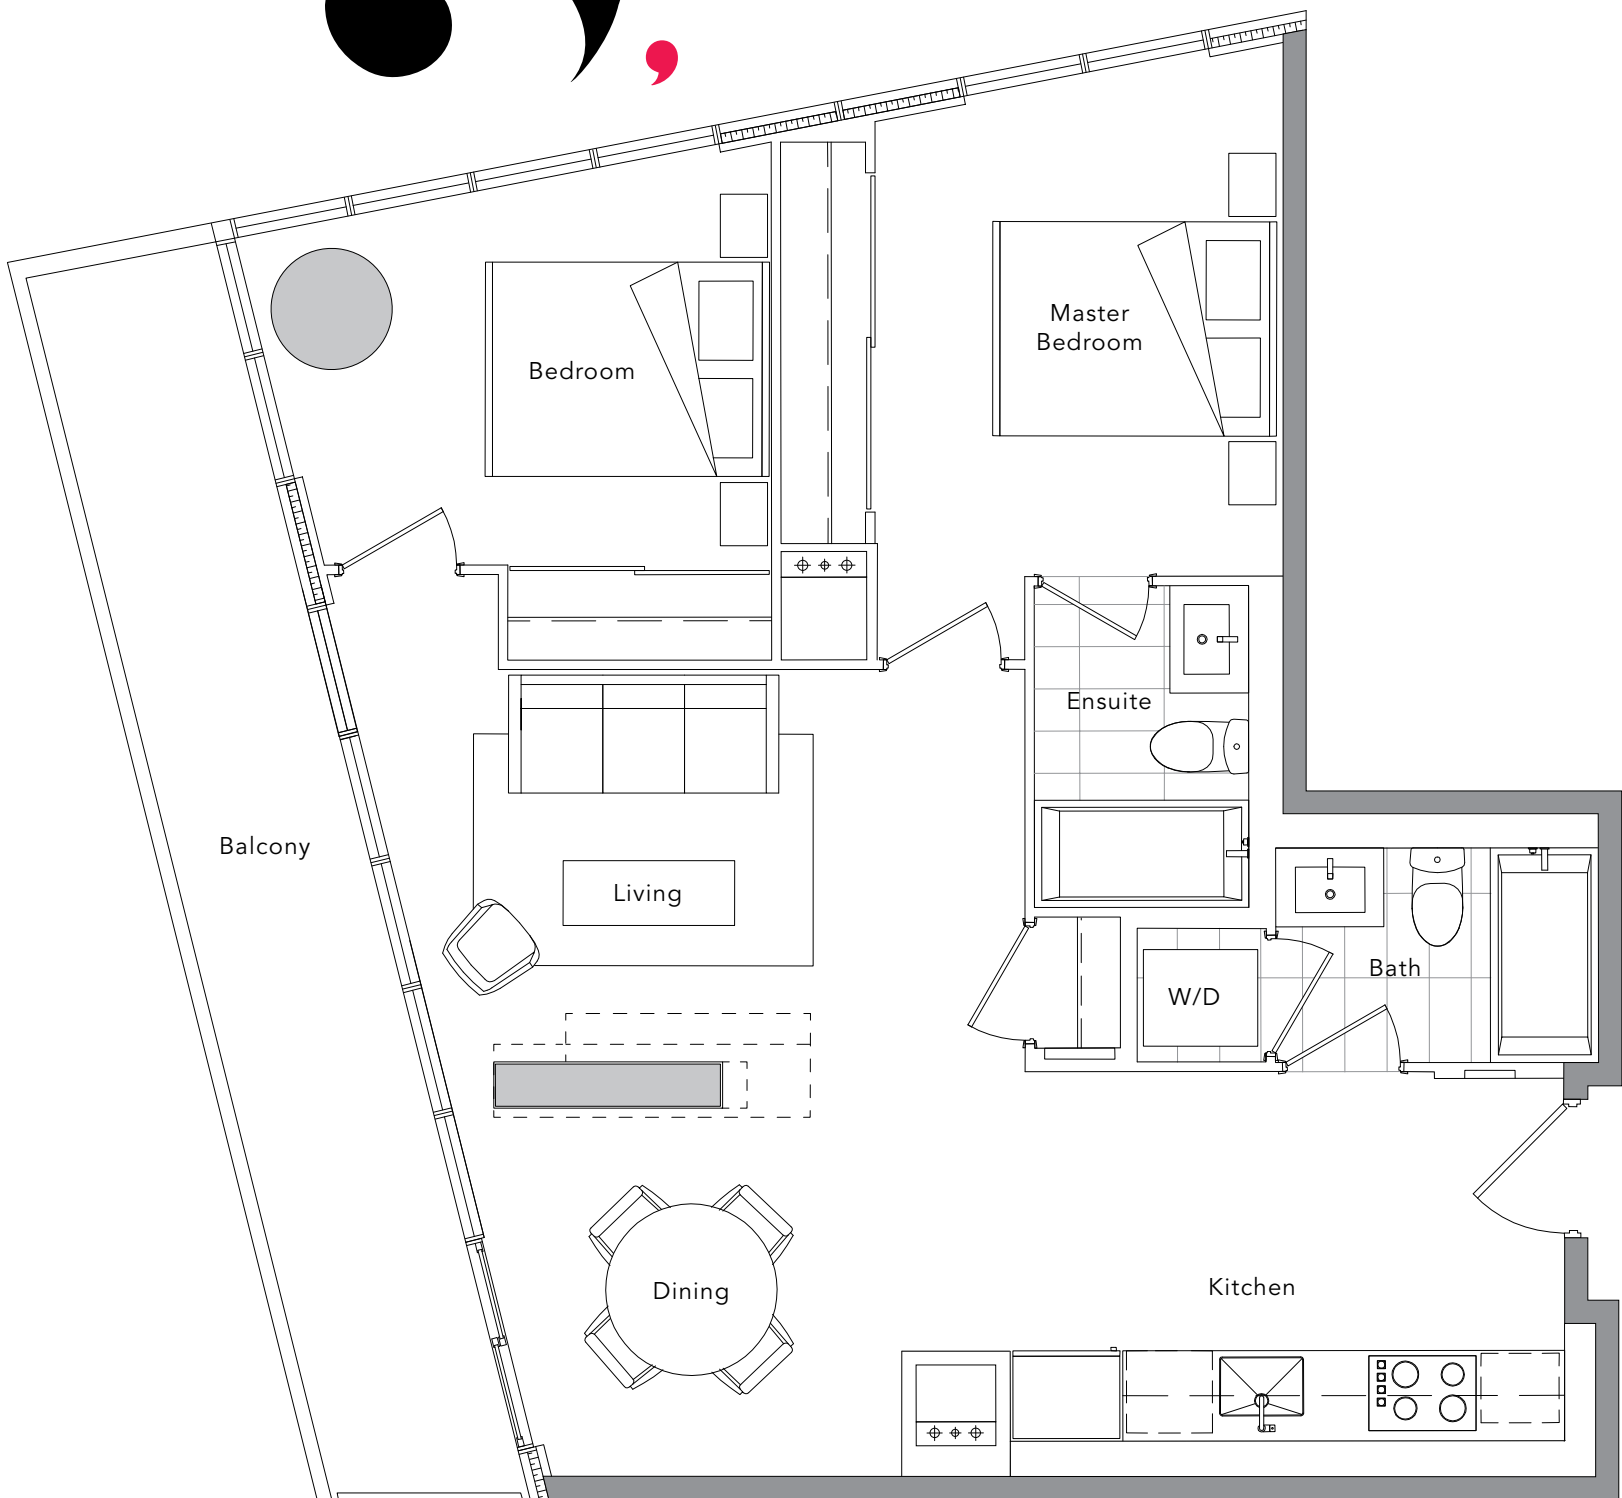 Master
Bedroom
Bedroom
Ensuite
Balcony
Living
Bath
W/D
Dining
Kitchen